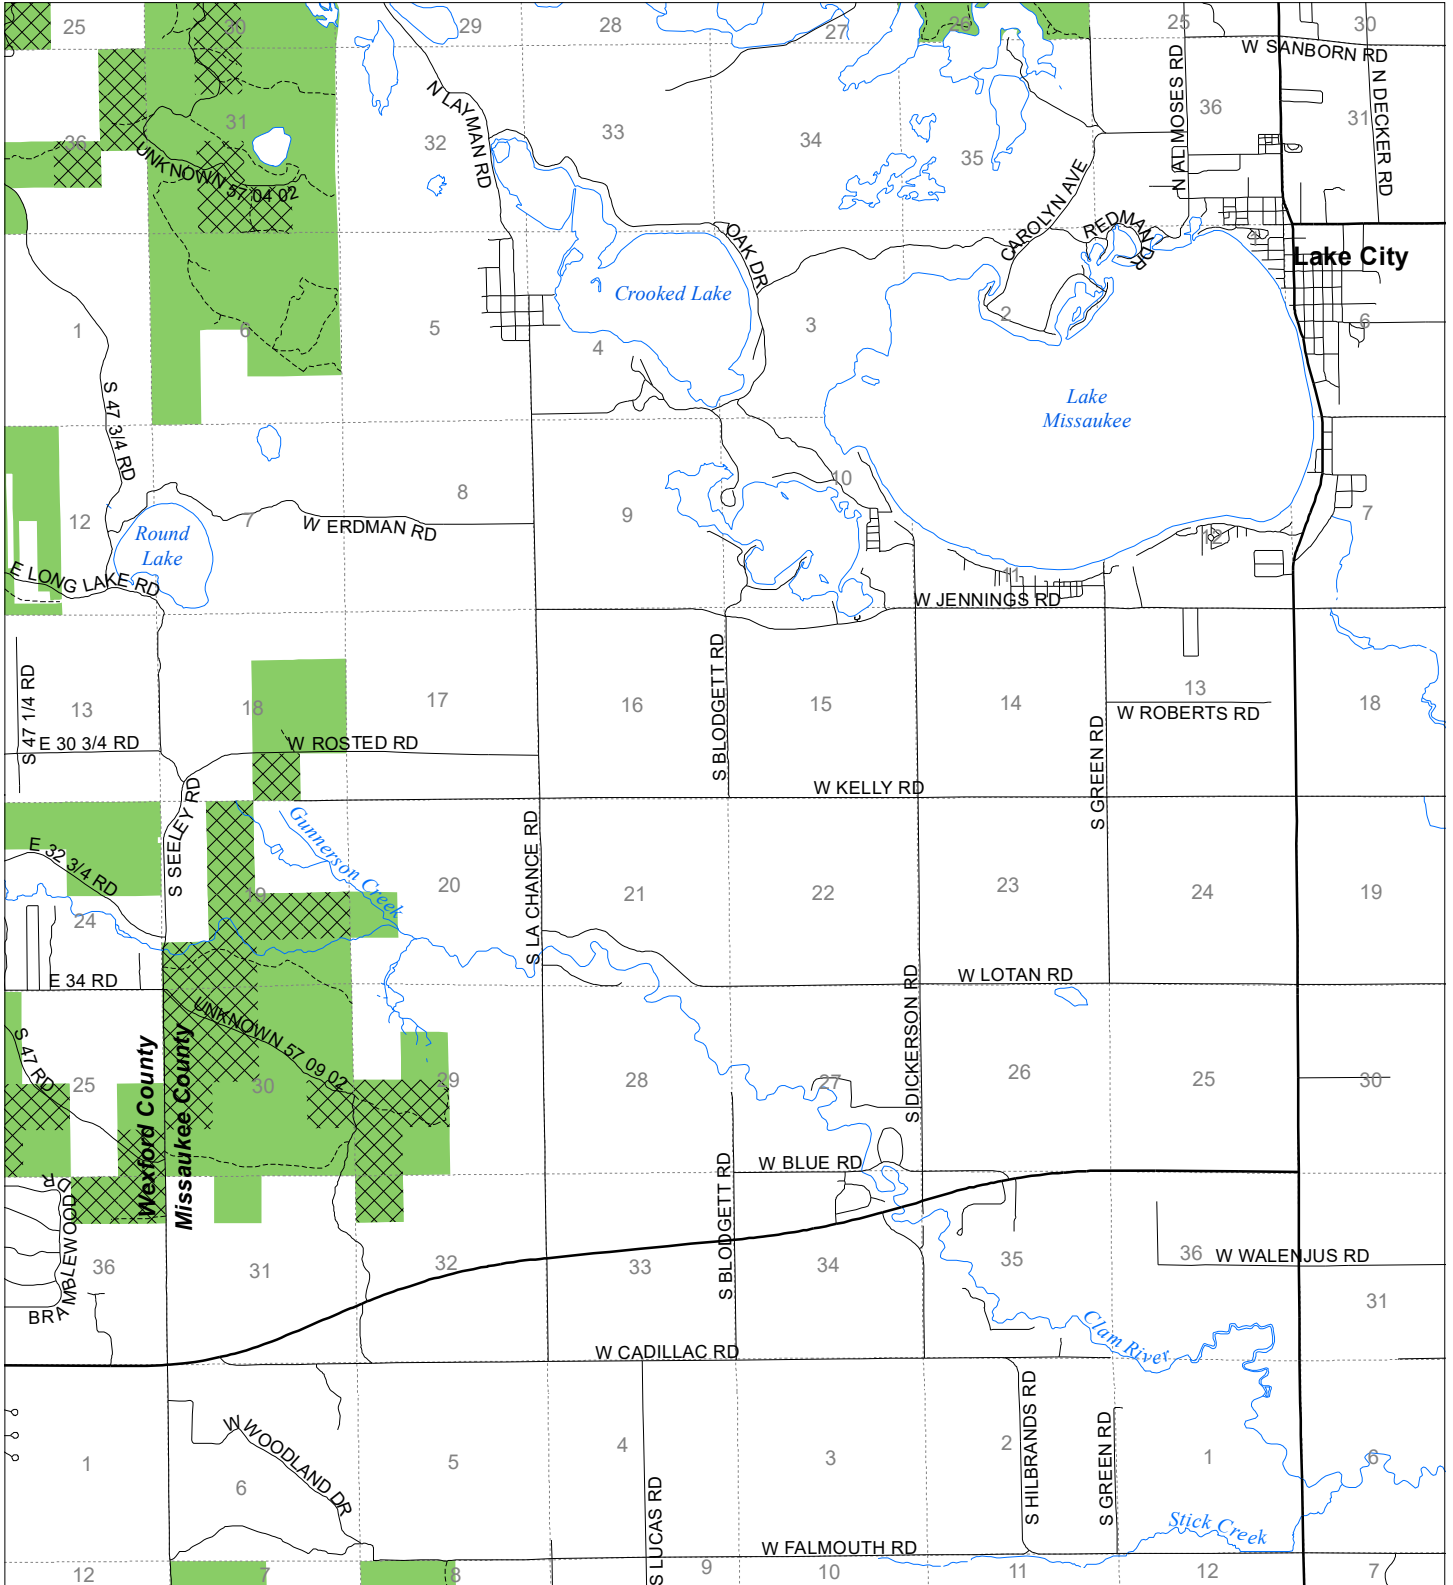 25
30
29
28
27
26
25
30
W SANBORN RD
N LAYMAN RD
N AL MOSES RD
N DECKER RD
36
31
32
33
34
35
36
31
UNKNOWN 57 04 02
CAROLYN AVE
REDMAN DR
OAK DR
1
Lake City
Crooked Lake
1
6
5
4
3
2
6
S 47 3/4 RD
Lake
Missaukee
12
7
8
9
10
11
12
7
Round
Lake
W ERDMAN RD
E LONG LAKE RD
W JENNINGS RD
S 47 1/4 RD
13
18
17
16
15
14
13
18
S BLODGETT RD
S GREEN RD
W ROBERTS RD
E 30 3/4 RD
W ROSTED RD
W KELLY RD
S SEELEY RD
Gunnerson Creek
S LA CHANCE RD
E 32 3/4 RD
24
19
20
21
22
23
24
19
E 34 RD
W LOTAN RD
S DICKERSON RD
UNKNOWN 57 09 02
S 47 RD
Wexford County
Missaukee County
25
30
29
28
27
26
25
30
W BLUE RD
S BLODGETT RD
BRAMBLEWOOD DR
36
31
32
33
34
35
36
W WALENJUS RD
31
Clam River
W CADILLAC RD
W WOODLAND DR
S LUCAS RD
S HILBRANDS RD
S GREEN RD
1
6
5
4
3
2
1
6
Stick Creek
W FALMOUTH RD
12
7
8
9
10
11
12
7